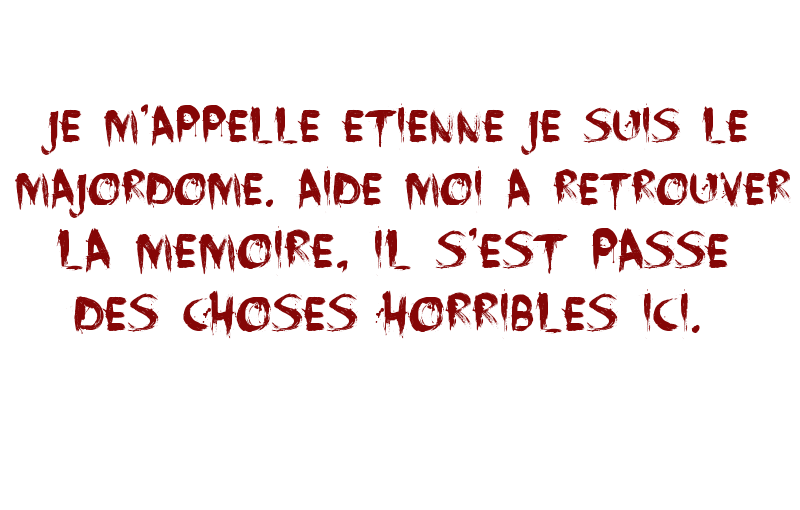 JE M'APPELLE ETIENNE JE SUIS LE
MAJORDOME. AIDE MOI A RETROUVER
LA MEMOIRE, IL S'EST PASSE
DES CHOSES HORRIBLES ICI.